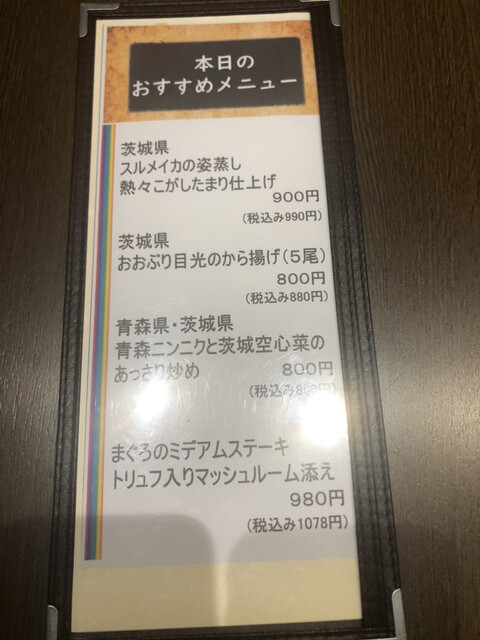 本日の
おすすめメニュー
茨城県
スルメイカの姿蒸し
熱々こがしたまり仕上げ
900円
(税込み990円)
茨城県
おおぶり目光のから揚げ(5尾)
800円
(税込み880円)
青森県・茨城県
青森ニンニクと茨城空心菜の
あっさり炒め 800円
(税込み
まぐろのミデアムステーキ
トリュフ入りマッシュルーム添え
980円
(税込み1078円)